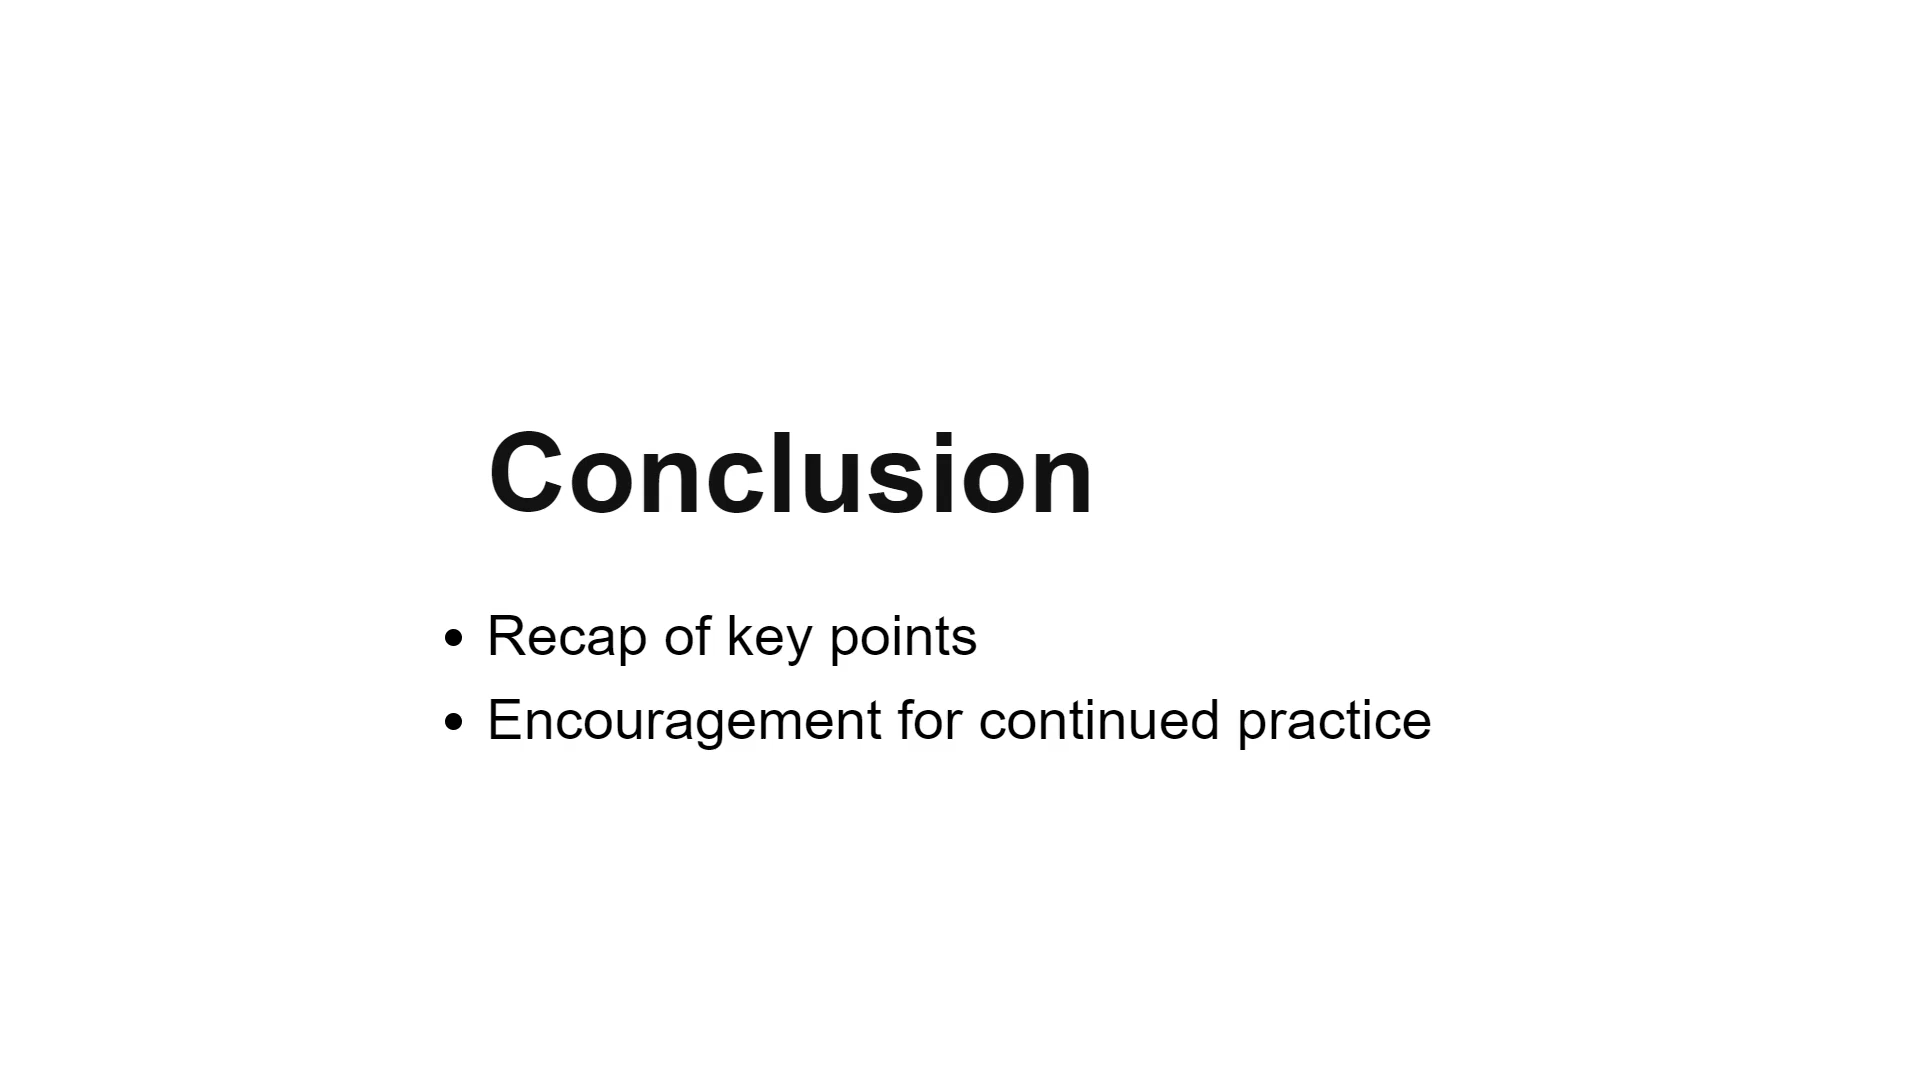 Conclusion
• Recap of key points
• Encouragement for continued practice